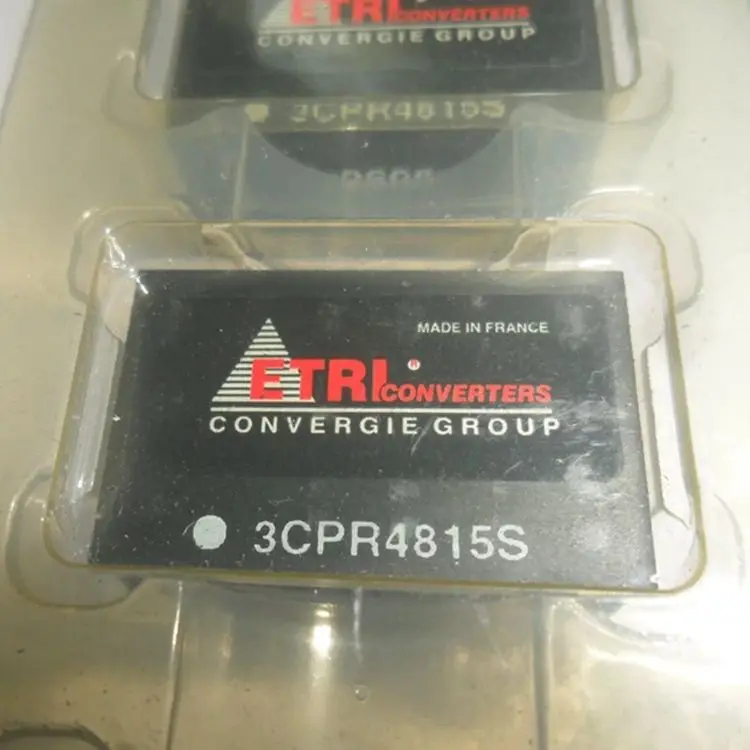 ETRI CONVERTERS
CONVERGIE GROUP
3CPR4815S
MADE IN FRANCE
ETRI® CONVERTERS
CONVERGIE GROUP
3CPR4815S